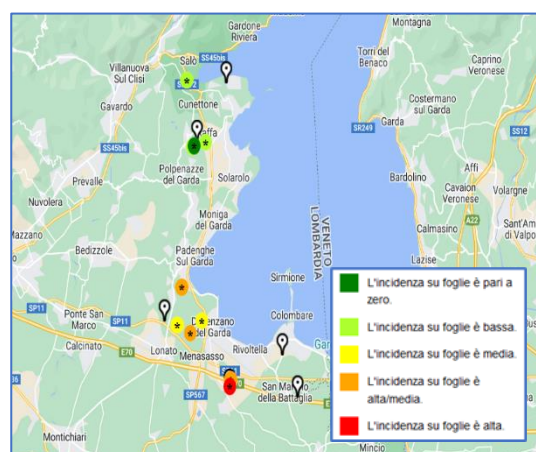 Montagna
Gardone
Riviera
Torri del
Benaco
Caprino
Veronese
Villanuova
Sul Clisi
Salò
SS45bis
Costermano
sul Garda
Gavardo
Cunettone
SR249
Garda
SS12
SS45bis
Affi
Polpenazze
del Garda
Solarolo
Bardolino
Cavaion
Veronese
Volargne
Prevalle
Nuvolera
Moniga
del Garda
A22
Sant'Am
di Valpol
Calmasino
Mazzano
Bedizzole
Padenghe
Sul Garda
VENETO
LOMBARDIA
Lazise
Sirmione
SP11
Ponte San
Marco
SP11
Colombare
Calcinato
E70
Lonato
del Garda
Menasasso
Rivoltella
SP567
San Martino
della Battaglia
E70
Montichiari
Mincio
L'incidenza su foglie è pari a
zero.
L'incidenza su foglie è bassa.
L'incidenza su foglie è media.
L'incidenza su foglie è
alta/media.
L'incidenza su foglie è alta.